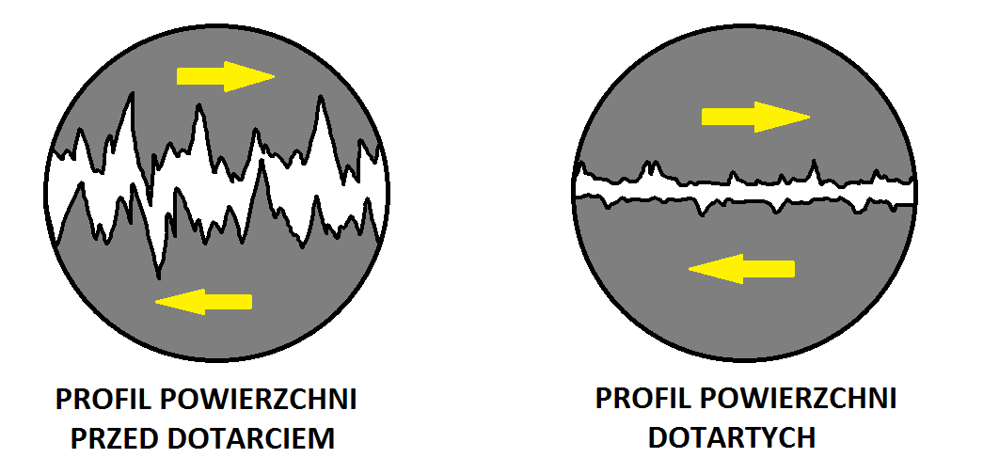 PROFIL POWIERZCHNI
PRZED DOTARCIEM
PROFIL POWIERZCHNI
DOTARTYCH